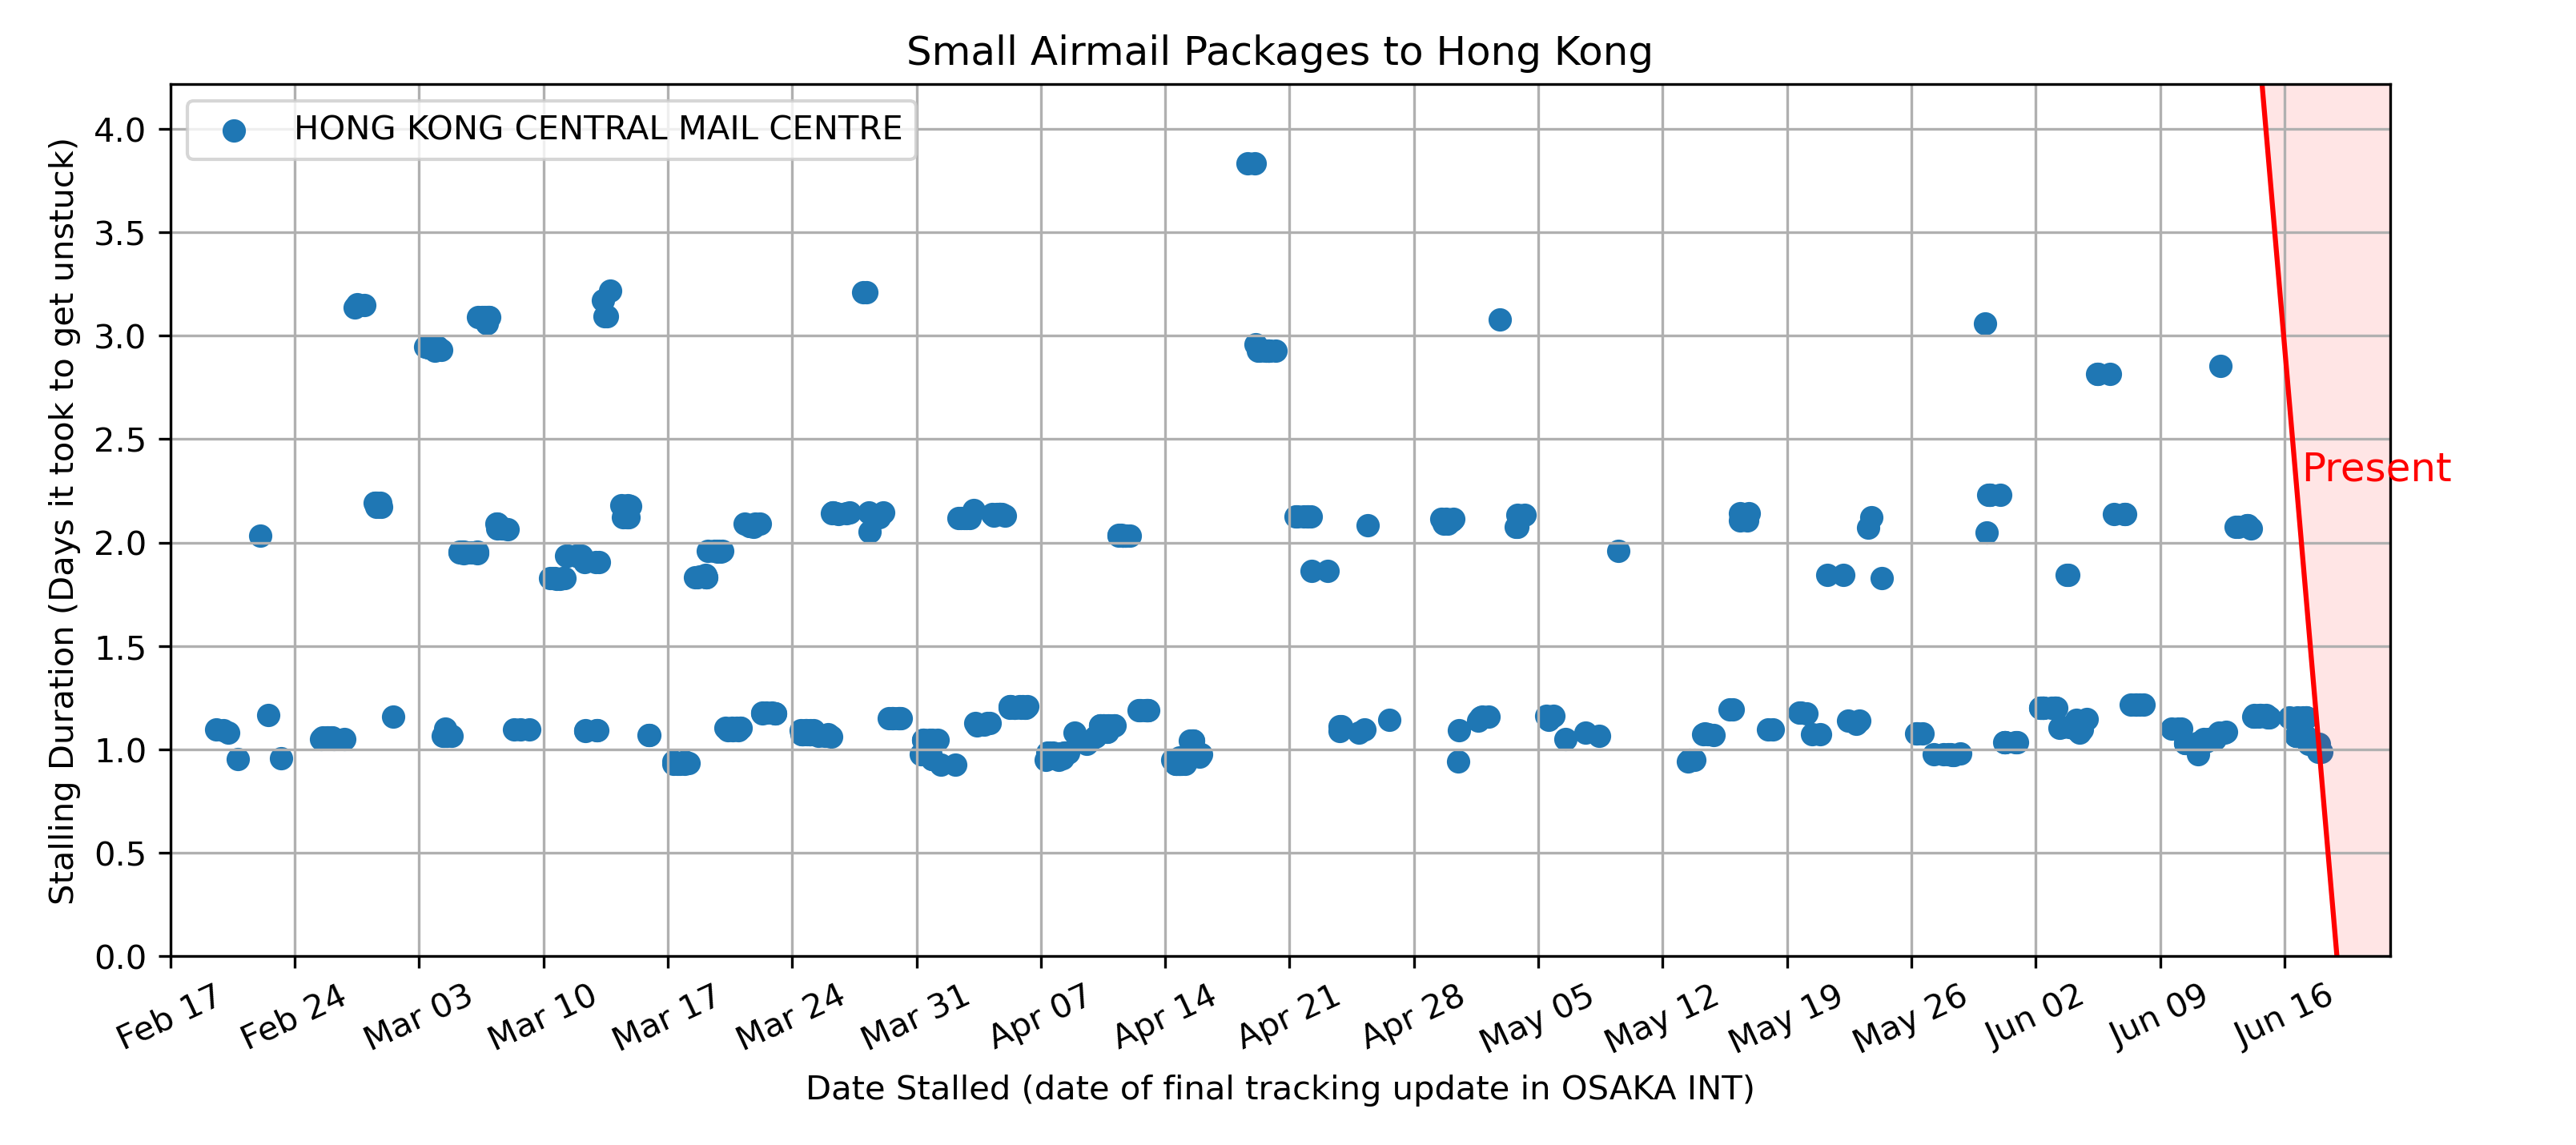 Small Airmail Packages to Hong Kong
HONG KONG CENTRAL MAIL CENTRE
Stalling Duration (Days it took to get unstuck)
4.0
3.5
3.0
2.5
2.0
1.5
1.0
0.5
0.0
Present
Feb 17
Feb 24
Mar 03
Mar 10
Mar 17
Mar 24
Mar 31
Apr 07
Apr 14
Apr 21
Apr 28
May 05
May 12
May 19
May 26
Jun 02
Jun 09
Jun 16
Date Stalled (date of final tracking update in OSAKA INT)